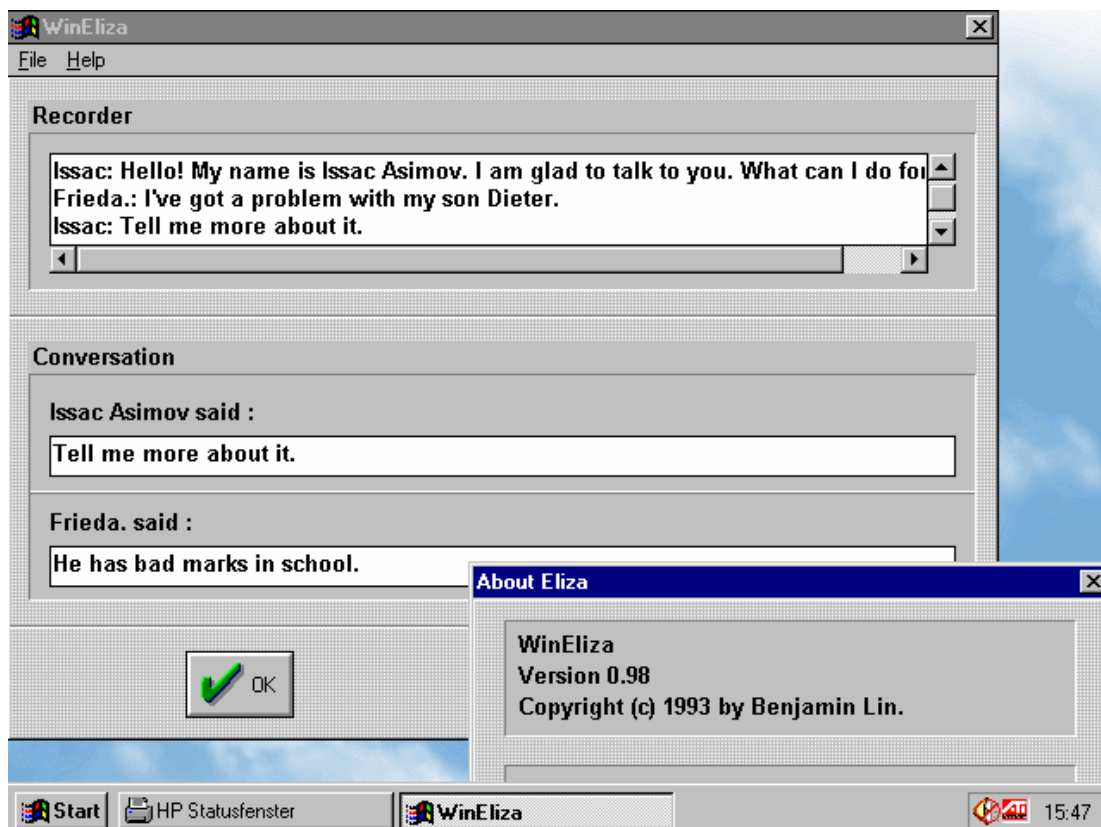 WinEliza
File Help
Recorder
Issac: Hello! My name is Issac Asimov. I am glad to talk to you. What can I do for
Frieda.: I've got a problem with my son Dieter.
Issac: Tell me more about it.
Conversation
Issac Asimov said :
Tell me more about it.
Frieda. said :
He has bad marks in school.
OK
About Eliza
WinEliza
Version 0.98
Copyright (c) 1993 by Benjamin Lin.
Start
HP Statusfenster
WinEliza
15:47